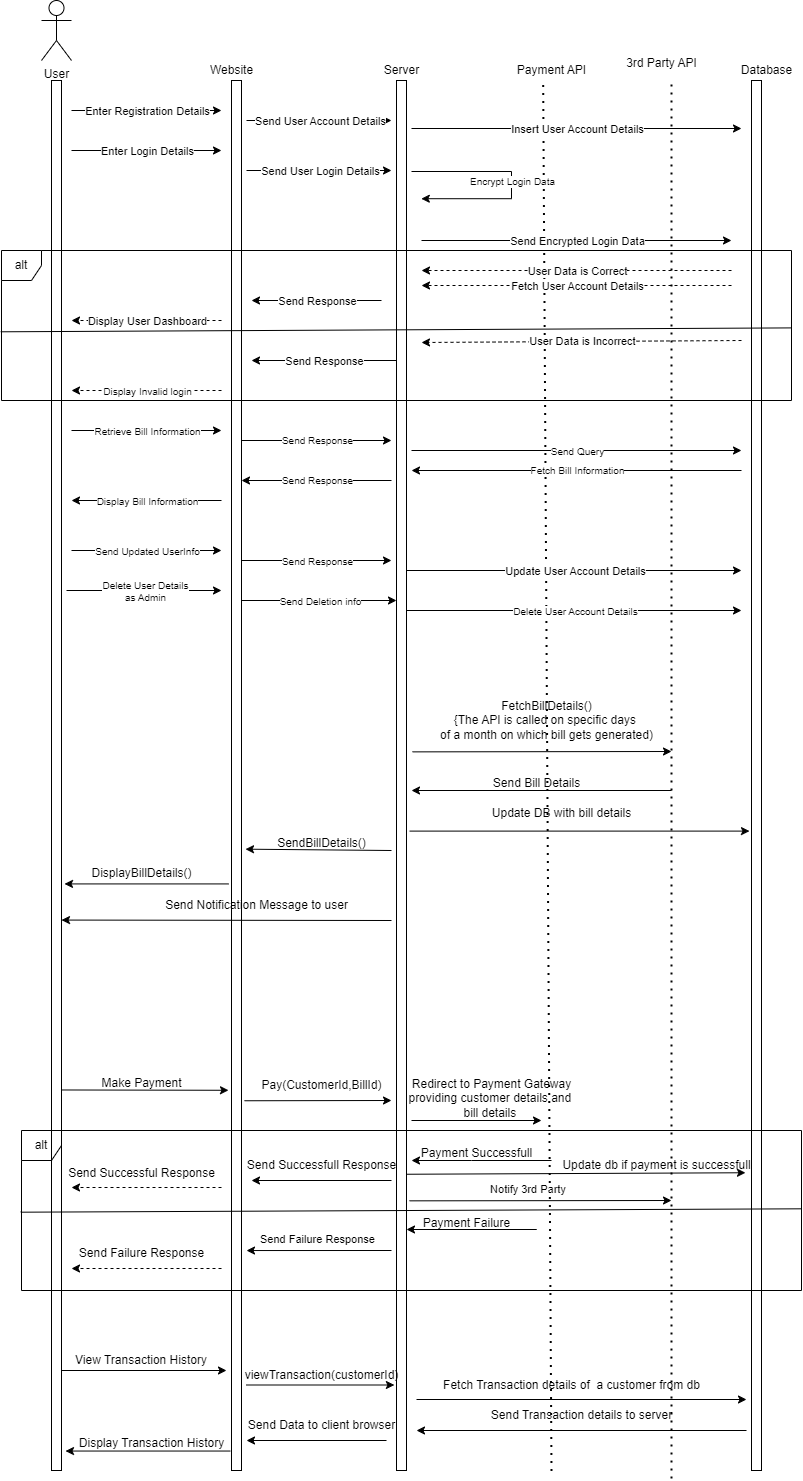 User
Website
Server
Payment API
3rd Party API
Database
Enter Registration Details
Send User Account Details
Insert User Account Details
Enter Login Details
Send User Login Details
Encrypt Login Data
Send Encrypted Login Data
alt
User Data is Correct
Fetch User Account Details
Send Response
Display User Dashboard
User Data is Incorrect
Send Response
Display Invalid login
Retrieve Bill Information
Send Response
Send Query
Fetch Bill Information
Send Response
Display Bill Information
Send Updated UserInfo
Send Response
Update User Account Details
Delete User Details
as Admin
Send Deletion info
Delete User Account Details
FetchBillDetails()
{The API is called on specific days
of a month on which bill gets generated)
Send Bill Details
Update DB with bill details
SendBillDetails()
DisplayBillDetails()
Send Notification Message to user
Make Payment
Pay(CustomerId,BillId)
Redirect to Payment Gateway
providing customer details and
bill details
alt
Payment Successfull
Send Successful Response
Send Successfull Response
Update db if payment is successfull
Notify 3rd Party
Payment Failure
Send Failure Response
Send Failure Response
View Transaction History
viewTransaction(customerId)
Fetch Transaction details of  a customer from db
Send Transaction details to server
Send Data to client browser
Display Transaction History